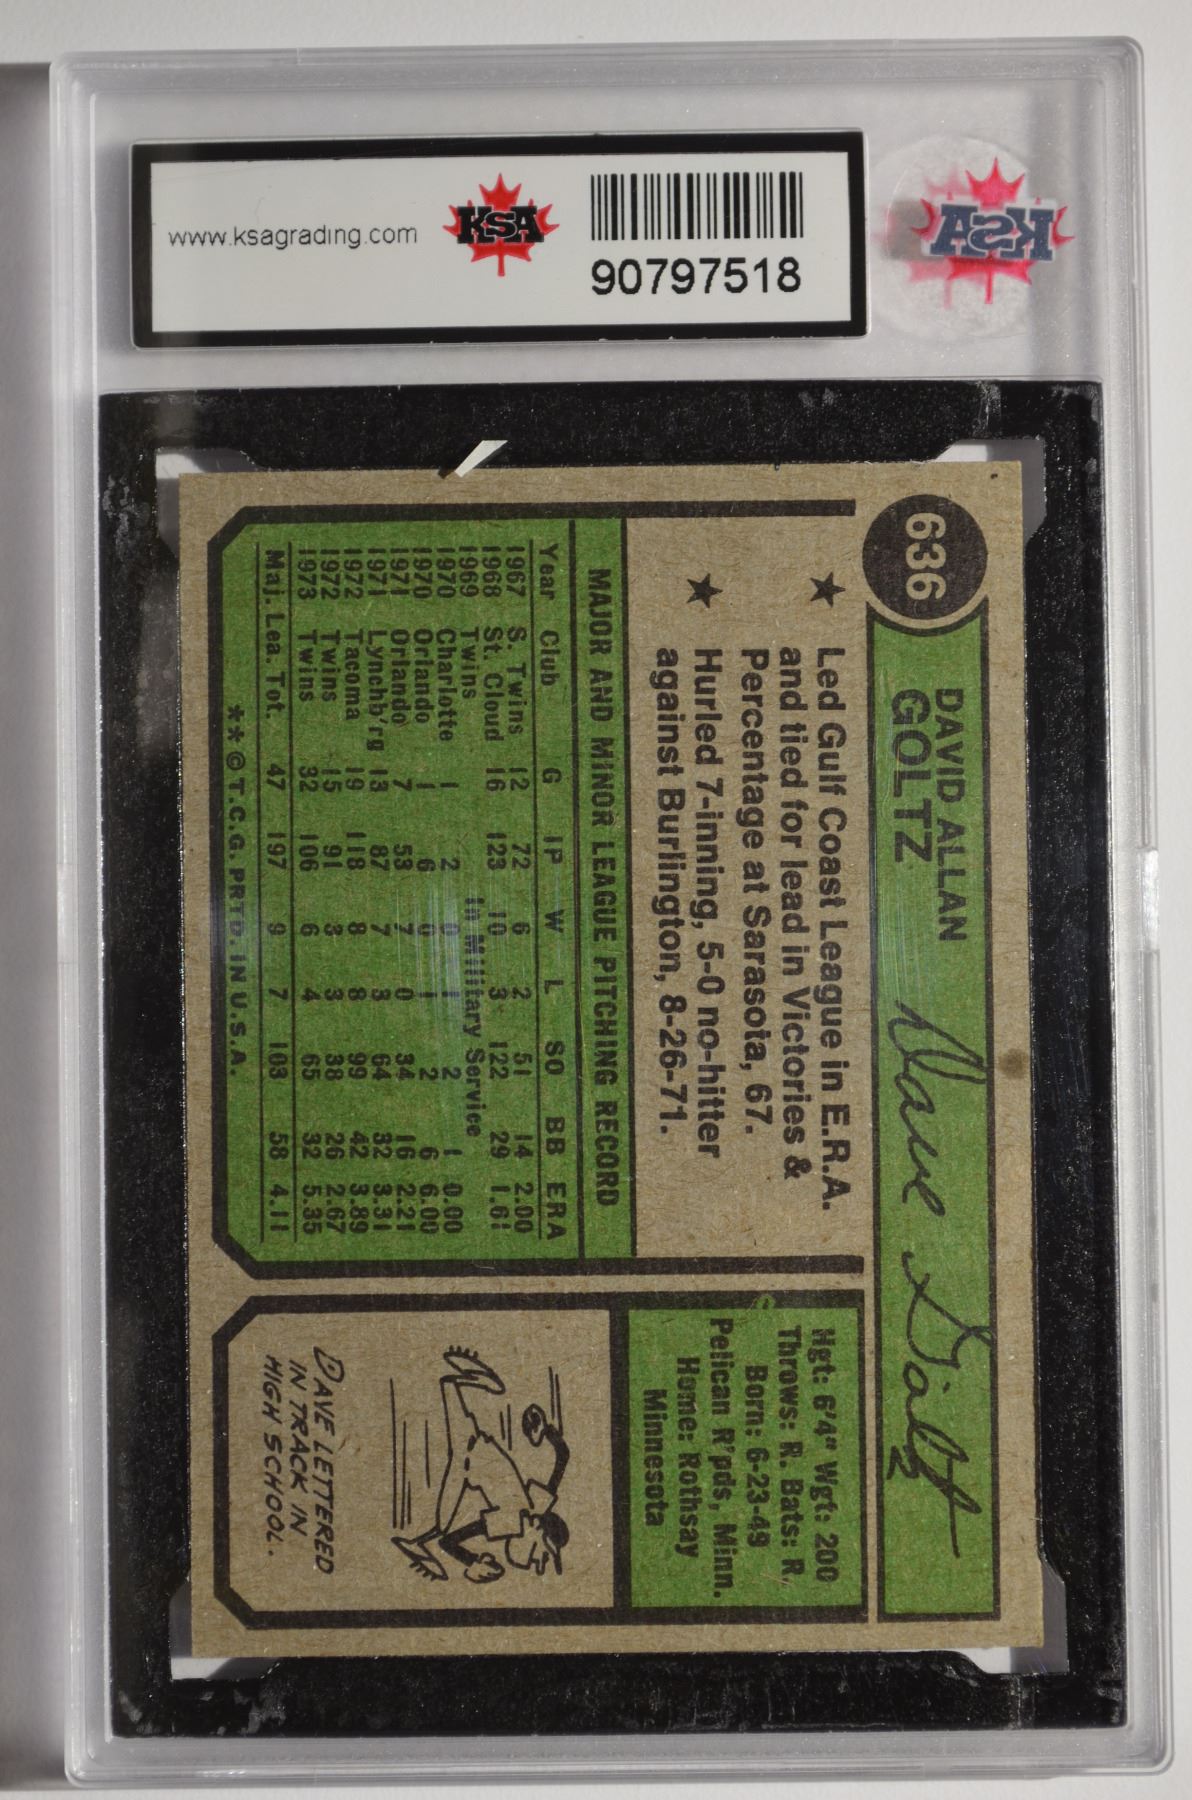 www.ksagrading.com
KSA
90797518
KSA
636
DAVID ALLAN
GOLTZ
Dave Goltz
★ Led Gulf Coast League in E.R.A.
and tied for lead in Victories &
Percentage at Sarasota, 67.
★ Hurled 7-inning, 5-0 no-hitter
against Burlington, 8-26-71.
MAJOR AND MINOR LEAGUE PITCHING RECORD
Year Club G IP W L SO BB ERA
1967 S. Twins 12 72 6 2 51 14 2.00
1968 St. Cloud 16 123 10 3 122 29 1.61
1969 Twins In Military Service
1970 Charlotte 1 2 0 1 2 1 0.00
1970 Orlando 1 6 0 1 2 6 6.00
1971 Orlando 7 53 7 0 34 16 2.21
1971 Lynchb'rg 13 87 7 3 64 32 3.31
1972 Tacoma 19 118 8 8 99 42 3.89
1972 Twins 15 91 3 3 38 26 2.67
1973 Twins 32 106 6 4 65 32 5.35
Maj. Lea. Tot. 47 197 9 7 103 58 4.11
**© T.C.G. PRTD. IN U.S.A.
Hgt: 6'4" Wgt: 200
Throws: R. Bats: R.
Born: 6-23-49
Pelican R'pds, Minn.
Home: Rothsay
Minnesota
DAVE LETTERED
IN TRACK IN
HIGH SCHOOL.